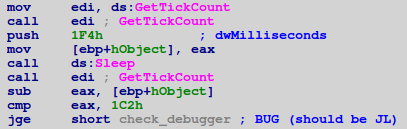 mov edi, ds:GetTickCount
call edi ; GetTickCount
push 1F4h ; dwMilliseconds
mov [ebp+hObject], eax
call ds:Sleep
call edi ; GetTickCount
sub eax, [ebp+hObject]
cmp eax, 1C2h
jge short check_debugger ; BUG (should be JL)